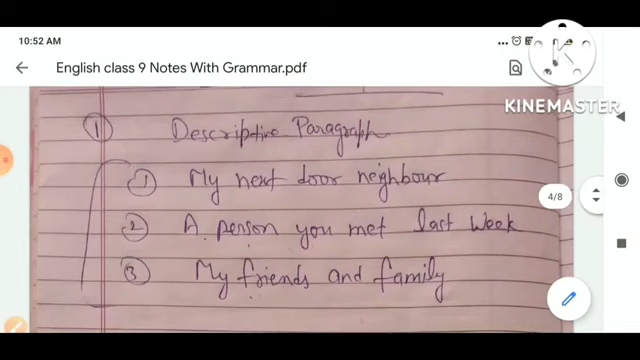 10:52 AM
English class 9 Notes With Grammar.pdf
KINEMASTER
① Descriptive Paragraph
① My next door neighbour
4/8
② A person you met last week
③ My friends and family